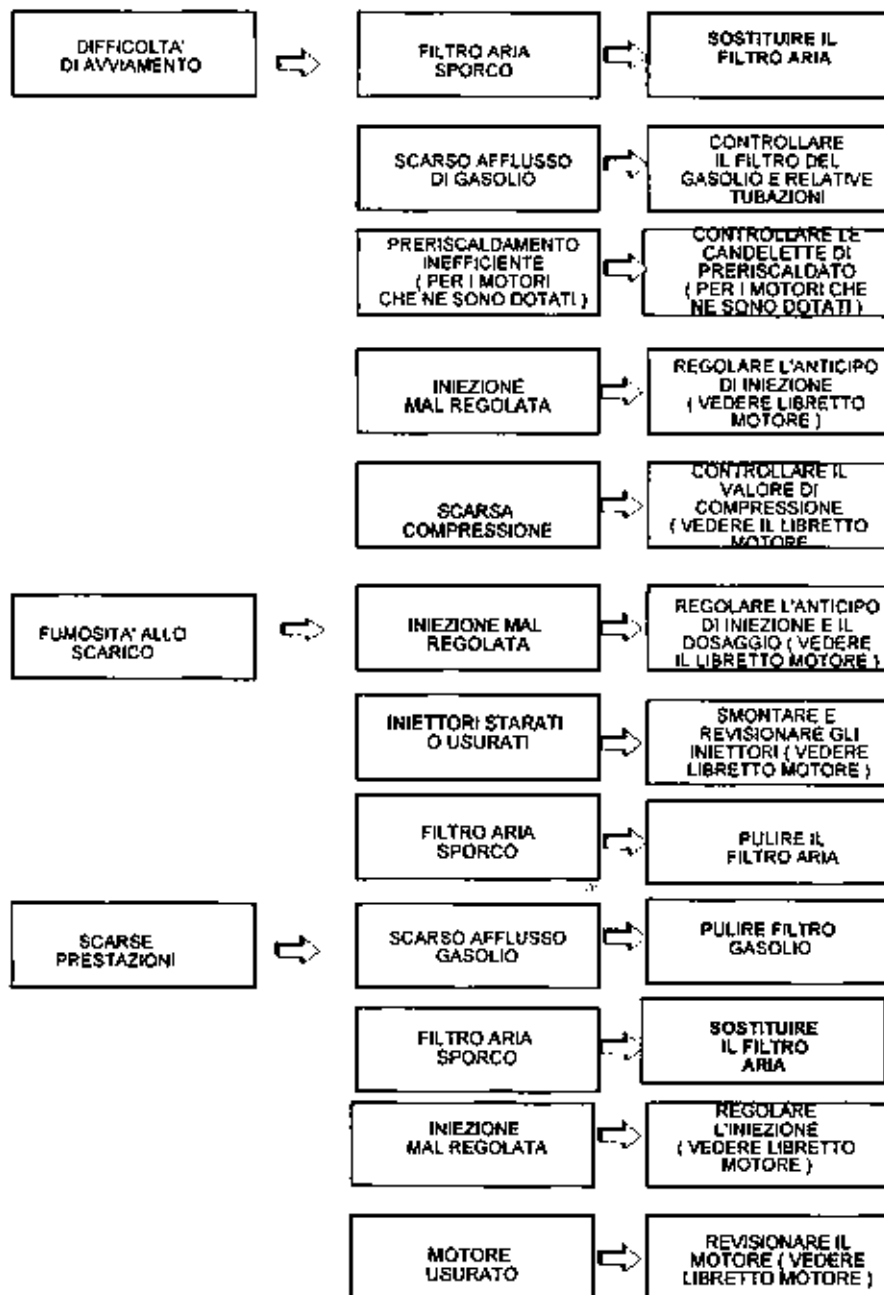 DIFFICOLTA'
DI AVVIAMENTO
FILTRO ARIA
SPORCO
SOSTITUIRE IL
FILTRO ARIA
SCARSO AFFLUSSO
DI GASOLIO
CONTROLLARE
IL FILTRO DEL
GASOLIO E RELATIVE
TUBAZIONI
PRERISCALDAMENTO
INEFFICIENTE
( PER I MOTORI
CHE NE SONO DOTATI )
CONTROLLARE LE
CANDELETTE DI
PRERISCALDATO
( PER I MOTORI CHE
NE SONO DOTATI )
INIEZIONE
MAL REGOLATA
REGOLARE L'ANTICIPO
DI INIEZIONE
( VEDERE LIBRETTO
MOTORE )
SCARSA
COMPRESSIONE
CONTROLLARE IL
VALORE DI
COMPRESSIONE
( VEDERE IL LIBRETTO
MOTORE
FUMOSITA' ALLO
SCARICO
INIEZIONE MAL
REGOLATA
REGOLARE L'ANTICIPO
DI INIEZIONE E IL
DOSAGGIO ( VEDERE
IL LIBRETTO MOTORE )
INIETTORI STARATI
O USURATI
SMONTARE E
REVISIONARE GLI
INIETTORI ( VEDERE
LIBRETTO MOTORE )
FILTRO ARIA
SPORCO
PULIRE IL
FILTRO ARIA
SCARSE
PRESTAZIONI
SCARSO AFFLUSSO
GASOLIO
PULIRE FILTRO
GASOLIO
FILTRO ARIA
SPORCO
SOSTITUIRE
IL FILTRO
ARIA
INIEZIONE
MAL REGOLATA
REGOLARE
L'INIEZIONE
( VEDERE LIBRETTO
MOTORE )
MOTORE
USURATO
REVISIONARE IL
MOTORE ( VEDERE
LIBRETTO MOTORE )